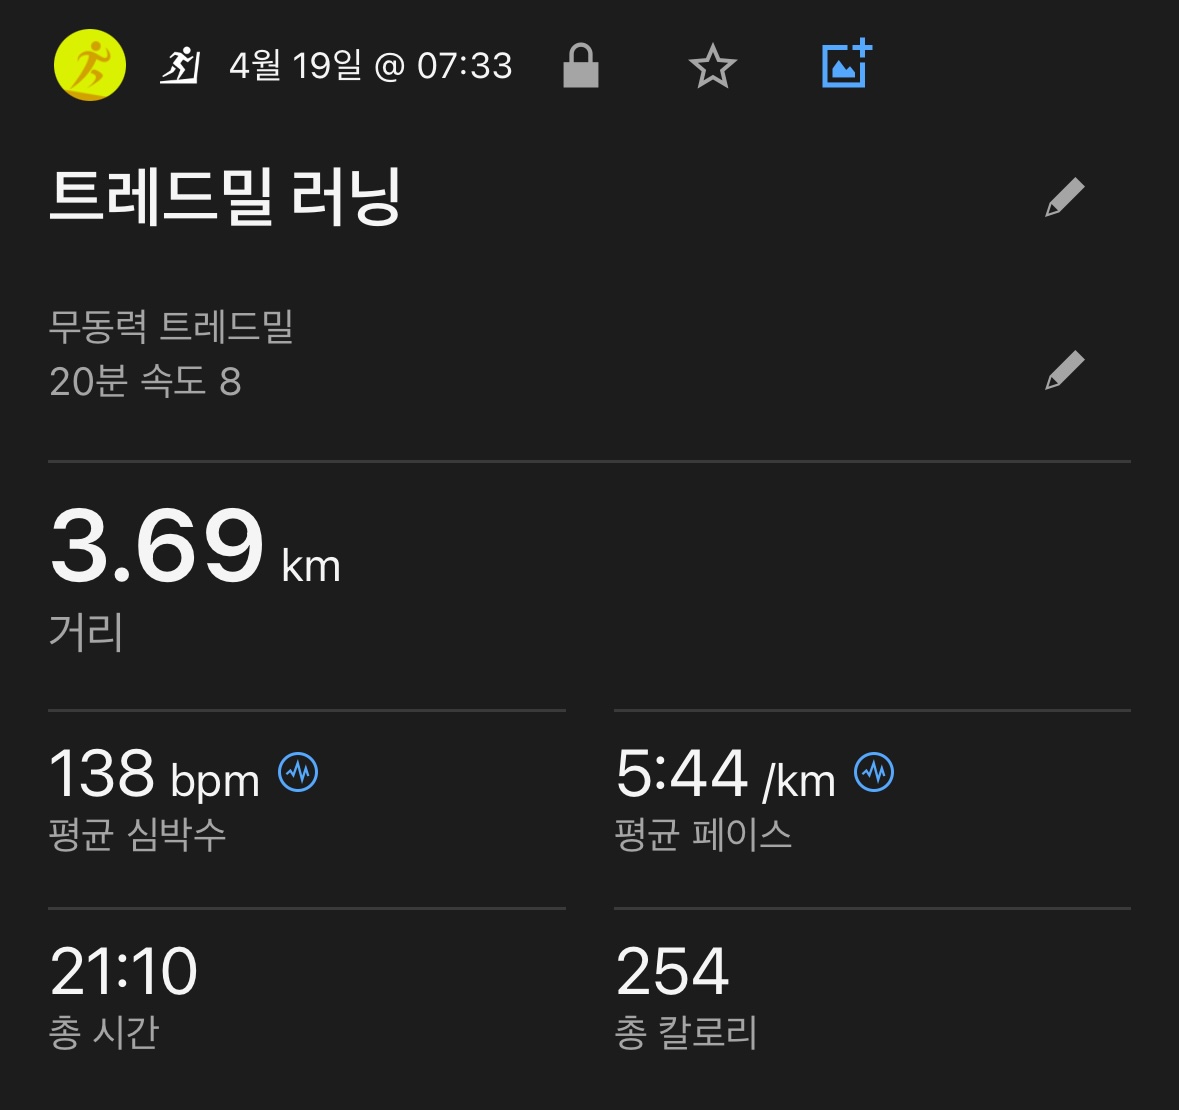 4월 19일 @ 07:33
트레드밀 러닝
무동력 트레드밀
20분 속도 8
3.69 km
거리
138 bpm
평균 심박수
5:44 /km
평균 페이스
21:10
총 시간
254
총 칼로리